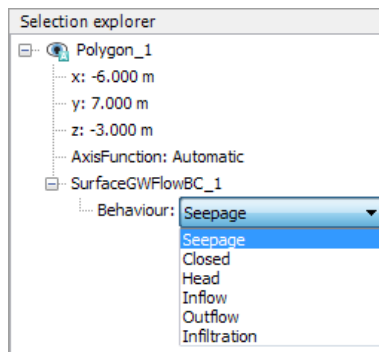 Selection explorer
Polygon_1
x: -6.000 m
y: 7.000 m
z: -3.000 m
AxisFunction: Automatic
SurfaceGWFlowBC_1
Behaviour: Seepage
Seepage
Closed
Head
Inflow
Outflow
Infiltration